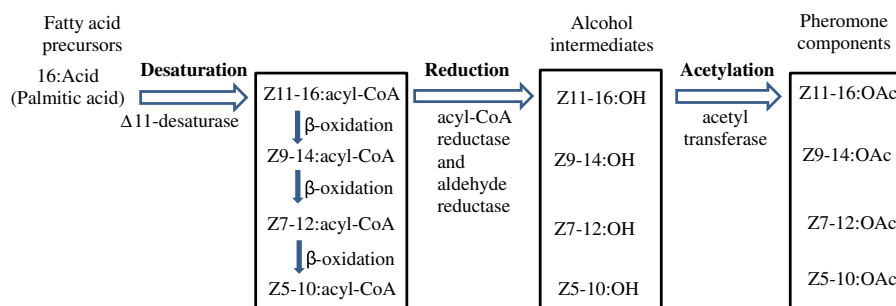 Fatty acid
precursors
16:Acid
(Palmitic acid)
Desaturation
Δ11-desaturase
Z11-16:acyl-CoA
β-oxidation
Z9-14:acyl-CoA
β-oxidation
Z7-12:acyl-CoA
β-oxidation
Z5-10:acyl-CoA
Reduction
acyl-CoA
reductase
and
aldehyde
reductase
Alcohol
intermediates
Z11-16:OH
Z9-14:OH
Z7-12:OH
Z5-10:OH
Acetylation
acetyl
transferase
Pheromone
components
Z11-16:OAc
Z9-14:OAc
Z7-12:OAc
Z5-10:OAc